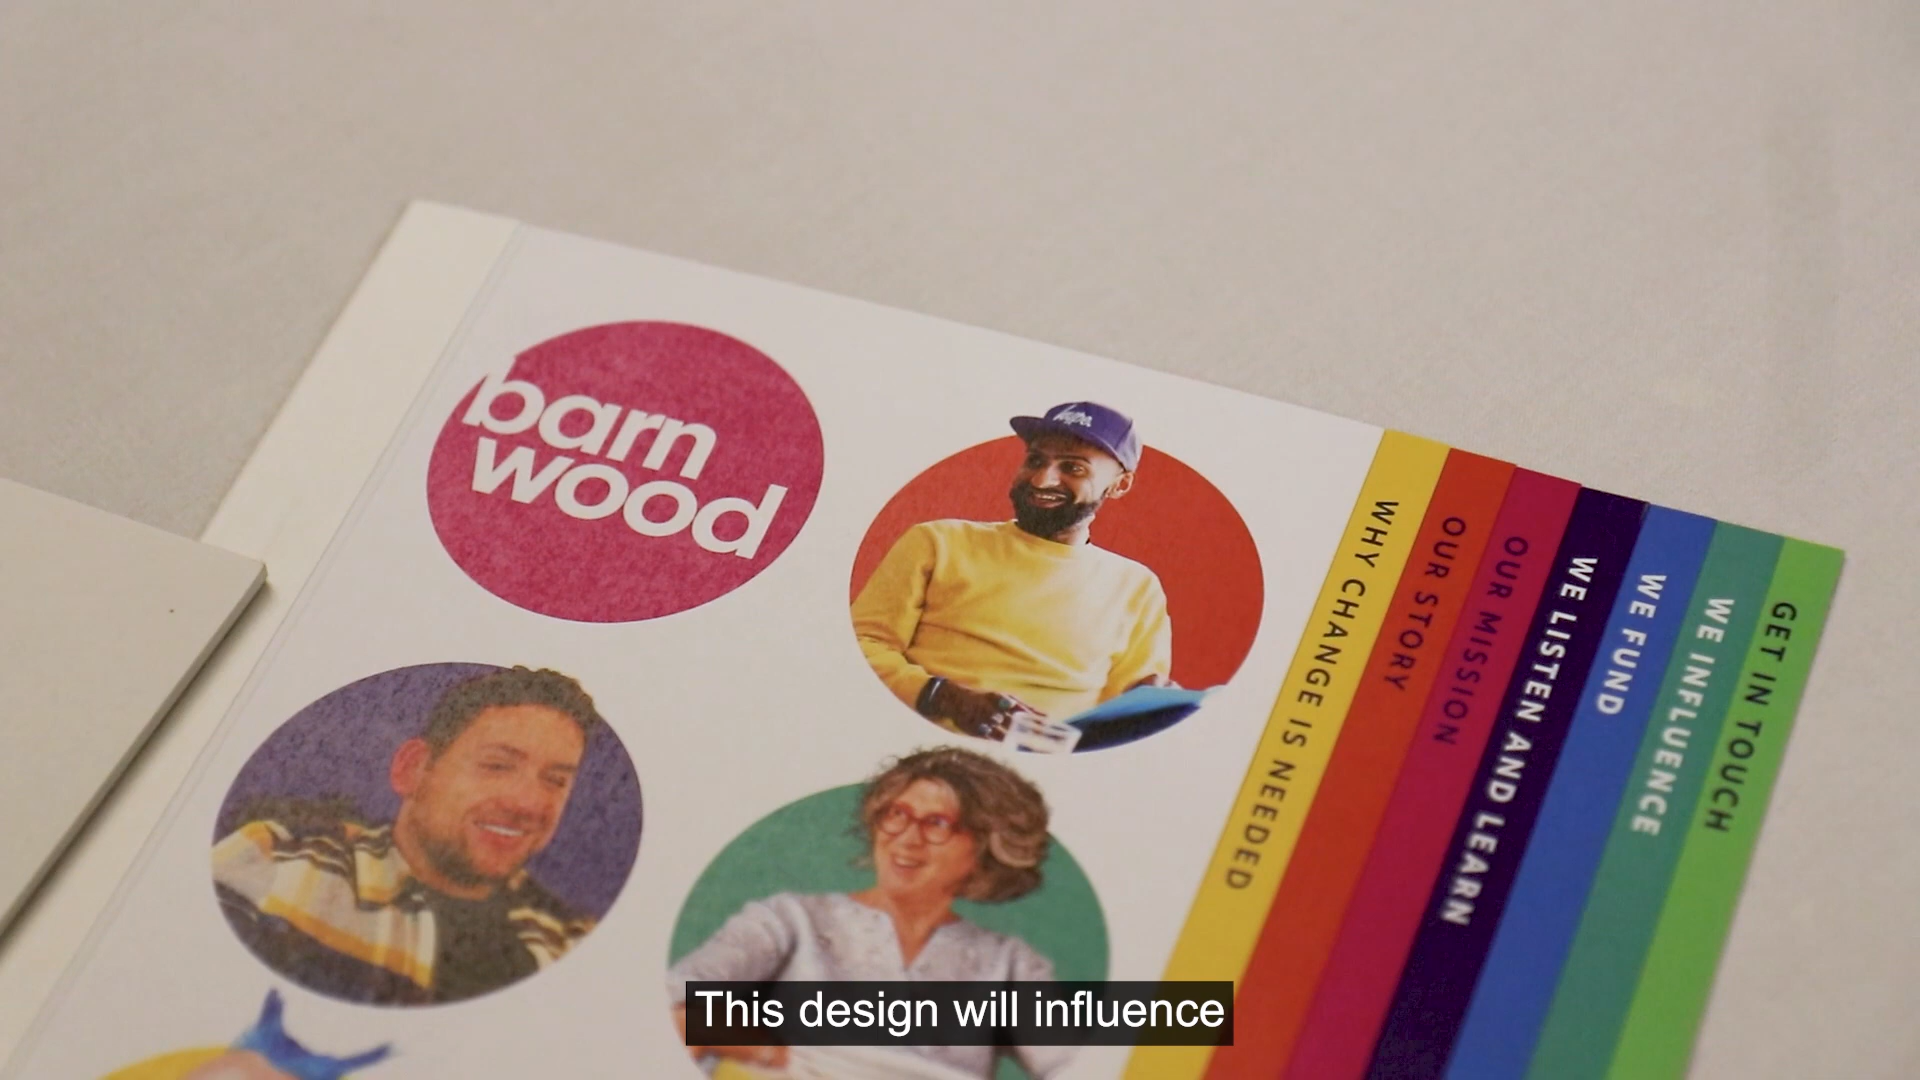 barn
wood
hype
WHY CHANGE IS NEEDED
OUR STORY
OUR MISSION
WE LISTEN AND LEARN
WE FUND
WE INFLUENCE
GET IN TOUCH
This design will influence